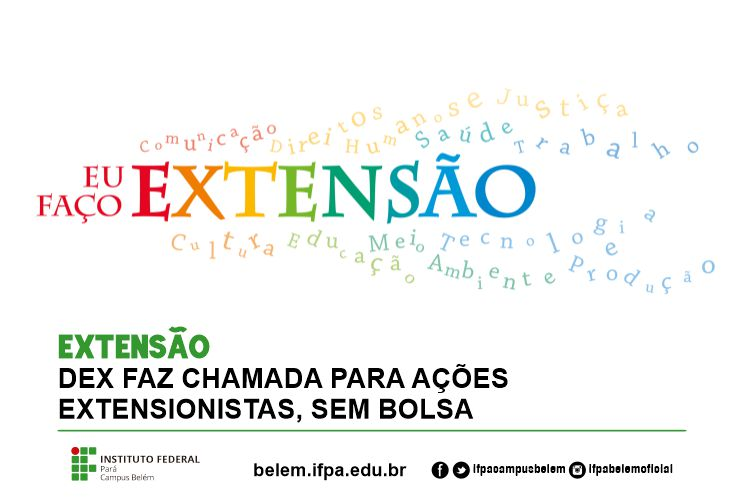 Comunicação Direitos Humanos e Justiça
Saúde Trabalho
EU
FAÇO EXTENSÃO
Cultura Educação Meio Ambiente Tecnologia e Produção
EXTENSÃO
DEX FAZ CHAMADA PARA AÇÕES
EXTENSIONISTAS, SEM BOLSA
INSTITUTO FEDERAL
Pará
Campus Belém
belem.ifpa.edu.br
ifpacampusbelem
ifpabelemoficial